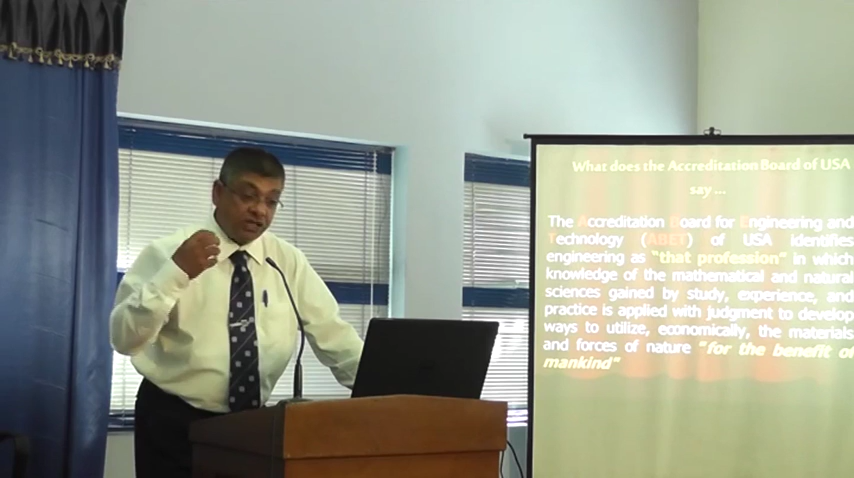 What does the Accreditation Board of USA
say ...
The Accreditation Board for Engineering and
Technology (ABET) of USA identifies
engineering as "that profession" in which
knowledge of the mathematical and natural
sciences gained by study, experience, and
practice is applied with judgment to develop
ways to utilize, economically, the materials
and forces of nature "for the benefit of
mankind"